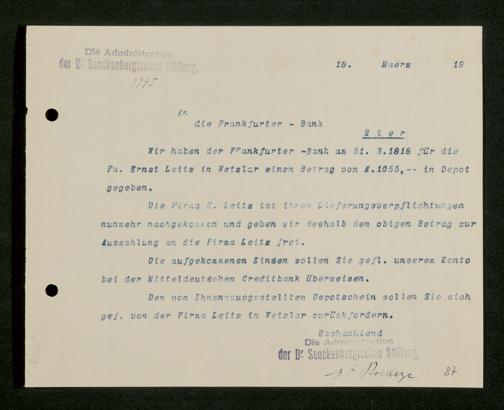 Die Administration
der Dr Senckenbergischen Stiftung.
18. Maerz 19
An
die Frankfurter - Bank
Hier
Wir haben der Frankfurter -Bank am 31. 3.1815 für die
Fa. Ernst Leitz in Wetzlar einen Betrag von M.1055,-- in Depot
gegeben.
Die Firma E. Leitz ist ihren Lieferungsverpflichtungen
nunmehr nachgekommen und geben wir deshalb den obigen Betrag zur
Auszahlung an die Firma Leitz frei.
Die aufgekommenen Zinsen wollen Sie gefl. unserem Konto
bei der Mitteldeutschen Creditbank überweisen.
Den von Ihnen ausgestellten Depotschein wollen Sie sich
gef. von der Firma Leitz in Wetzlar zurückfordern.
Hochachtend
Die Administration
der Dr Senckenbergischen Stiftung.
87